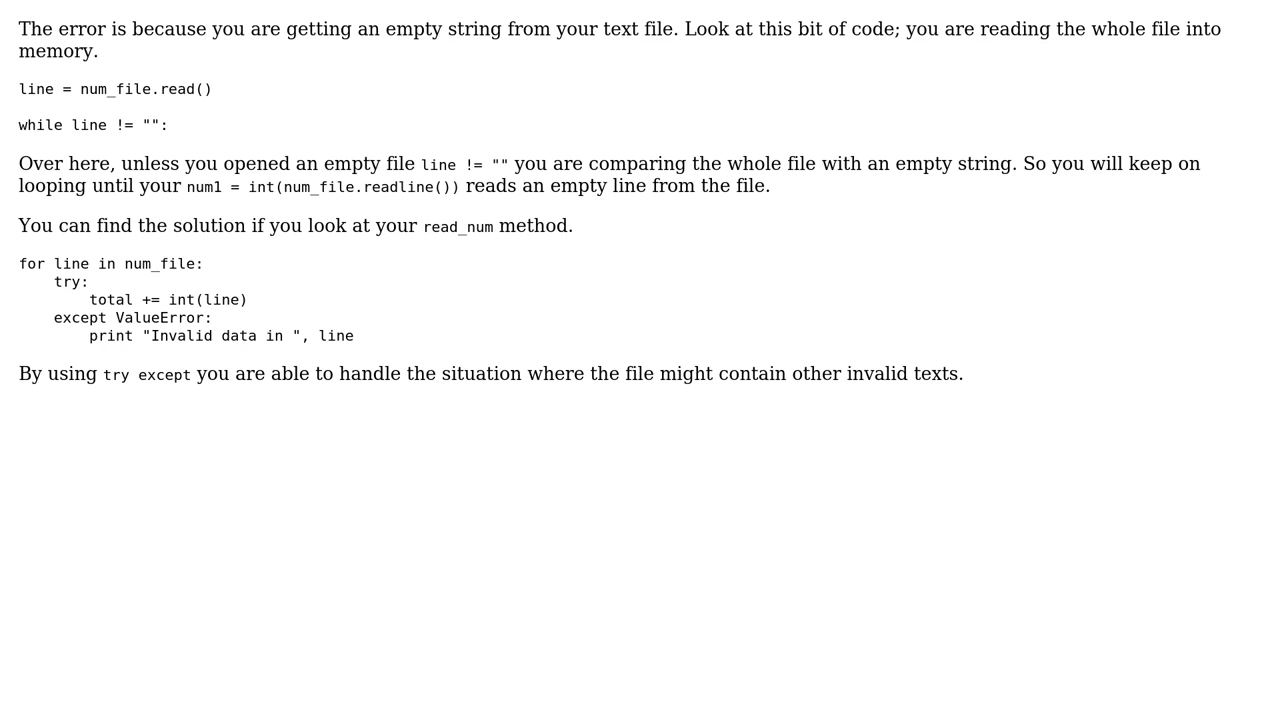 The error is because you are getting an empty string from your text file. Look at this bit of code; you are reading the whole file into
memory.
line = num_file.read()
while line != "":
Over here, unless you opened an empty file line != "" you are comparing the whole file with an empty string. So you will keep on
looping until your num1 = int(num_file.readline()) reads an empty line from the file.
You can find the solution if you look at your read_num method.
for line in num_file:
    try:
        total += int(line)
    except ValueError:
        print "Invalid data in ", line
By using try except you are able to handle the situation where the file might contain other invalid texts.